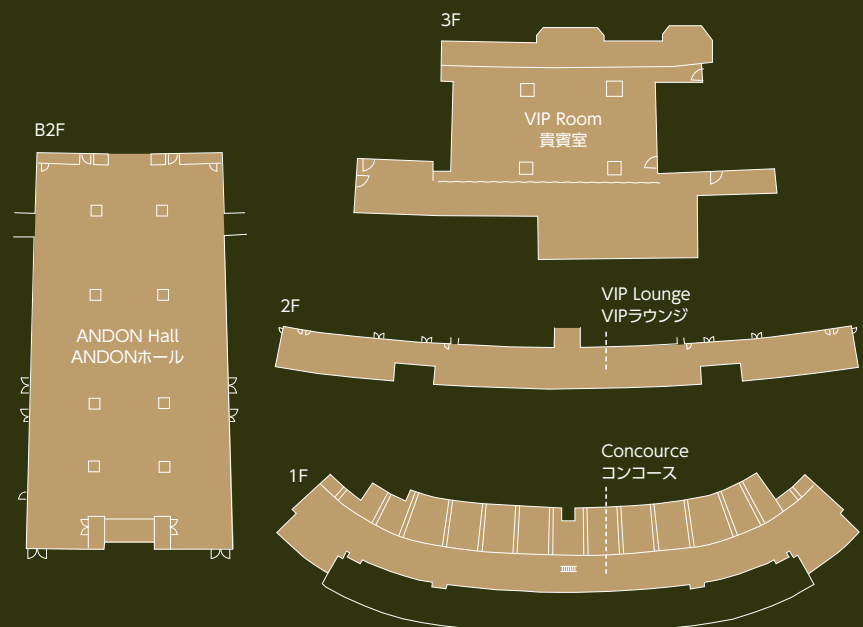 3F
VIP Room
貴賓室
B2F
ANDON Hall
ANDONホール
2F
VIP Lounge
VIPラウンジ
1F
Concource
コンコース